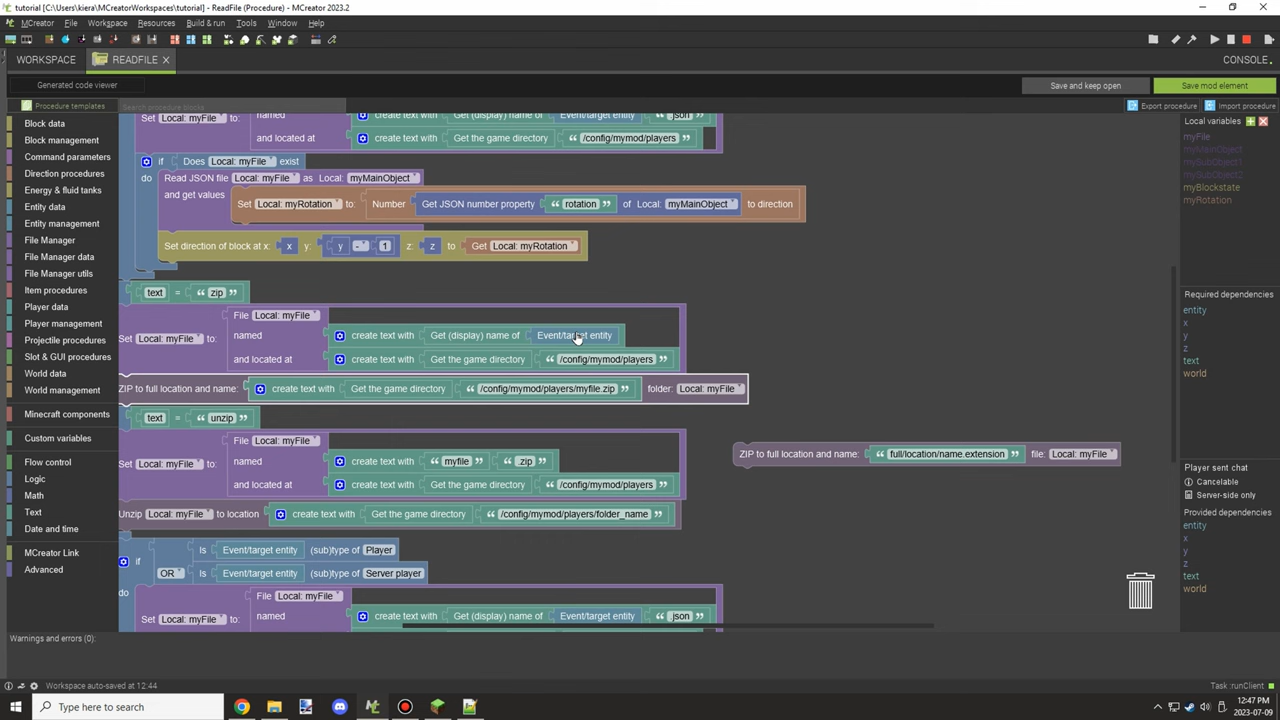 tutorial [C:\Users\kiera\MCreatorWorkspaces\tutorial] - ReadFile (Procedure) - MCreator 2023.2
MCreator File Workspace Resources Build & run Tools Window Help
WORKSPACE READFILE CONSOLE
Generated code viewer Save and keep open Save mod element
Procedure templates Search procedure blocks Export procedure Import procedure
Block data
Block management
Command parameters
Direction procedures
Energy & fluid tanks
Entity data
Entity management
File Manager
File Manager data
File Manager utils
Item procedures
Player data
Player management
Projectile procedures
Slot & GUI procedures
World data
World management
Minecraft components
Custom variables
Flow control
Logic
Math
Text
Date and time
MCreator Link
Advanced
Set Local: myFile to: named create text with Get (display) name of Event/target entity “ .json ”
and located at create text with Get the game directory “ /config/mymod/players ”
if Does Local: myFile exist
do Read JSON file Local: myFile as Local: myMainObject
and get values Set Local: myRotation to: Number Get JSON number property “ rotation ” of Local: myMainObject to direction
Set direction of block at x: x y: y - 1 z: z to Get Local: myRotation
text = “ zip ”
File Local: myFile
Set Local: myFile to: named create text with Get (display) name of Event/target entity
and located at create text with Get the game directory “ /config/mymod/players ”
ZIP to full location and name: create text with Get the game directory “ /config/mymod/players/myfile.zip ” folder: Local: myFile
text = “ unzip ”
File Local: myFile
Set Local: myFile to: named create text with “ myfile ” “ .zip ”
and located at create text with Get the game directory “ /config/mymod/players ”
Unzip Local: myFile to location create text with Get the game directory “ /config/mymod/players/folder_name ”
if Is Event/target entity (sub)type of Player
OR Is Event/target entity (sub)type of Server player
do File Local: myFile
Set Local: myFile to: named create text with Get (display) name of Event/target entity “ .json ”
ZIP to full location and name: “ full/location/name.extension ” file: Local: myFile
Local variables
myFile
myMainObject
mySubObject1
mySubObject2
myBlockstate
myRotation
Required dependencies
entity
x
y
z
text
world
Player sent chat
Cancelable
Server-side only
Provided dependencies
entity
x
y
z
text
world
Warnings and errors (0):
Workspace auto-saved at 12:44 Task :runClient
Type here to search
12:47 PM
2023-07-09